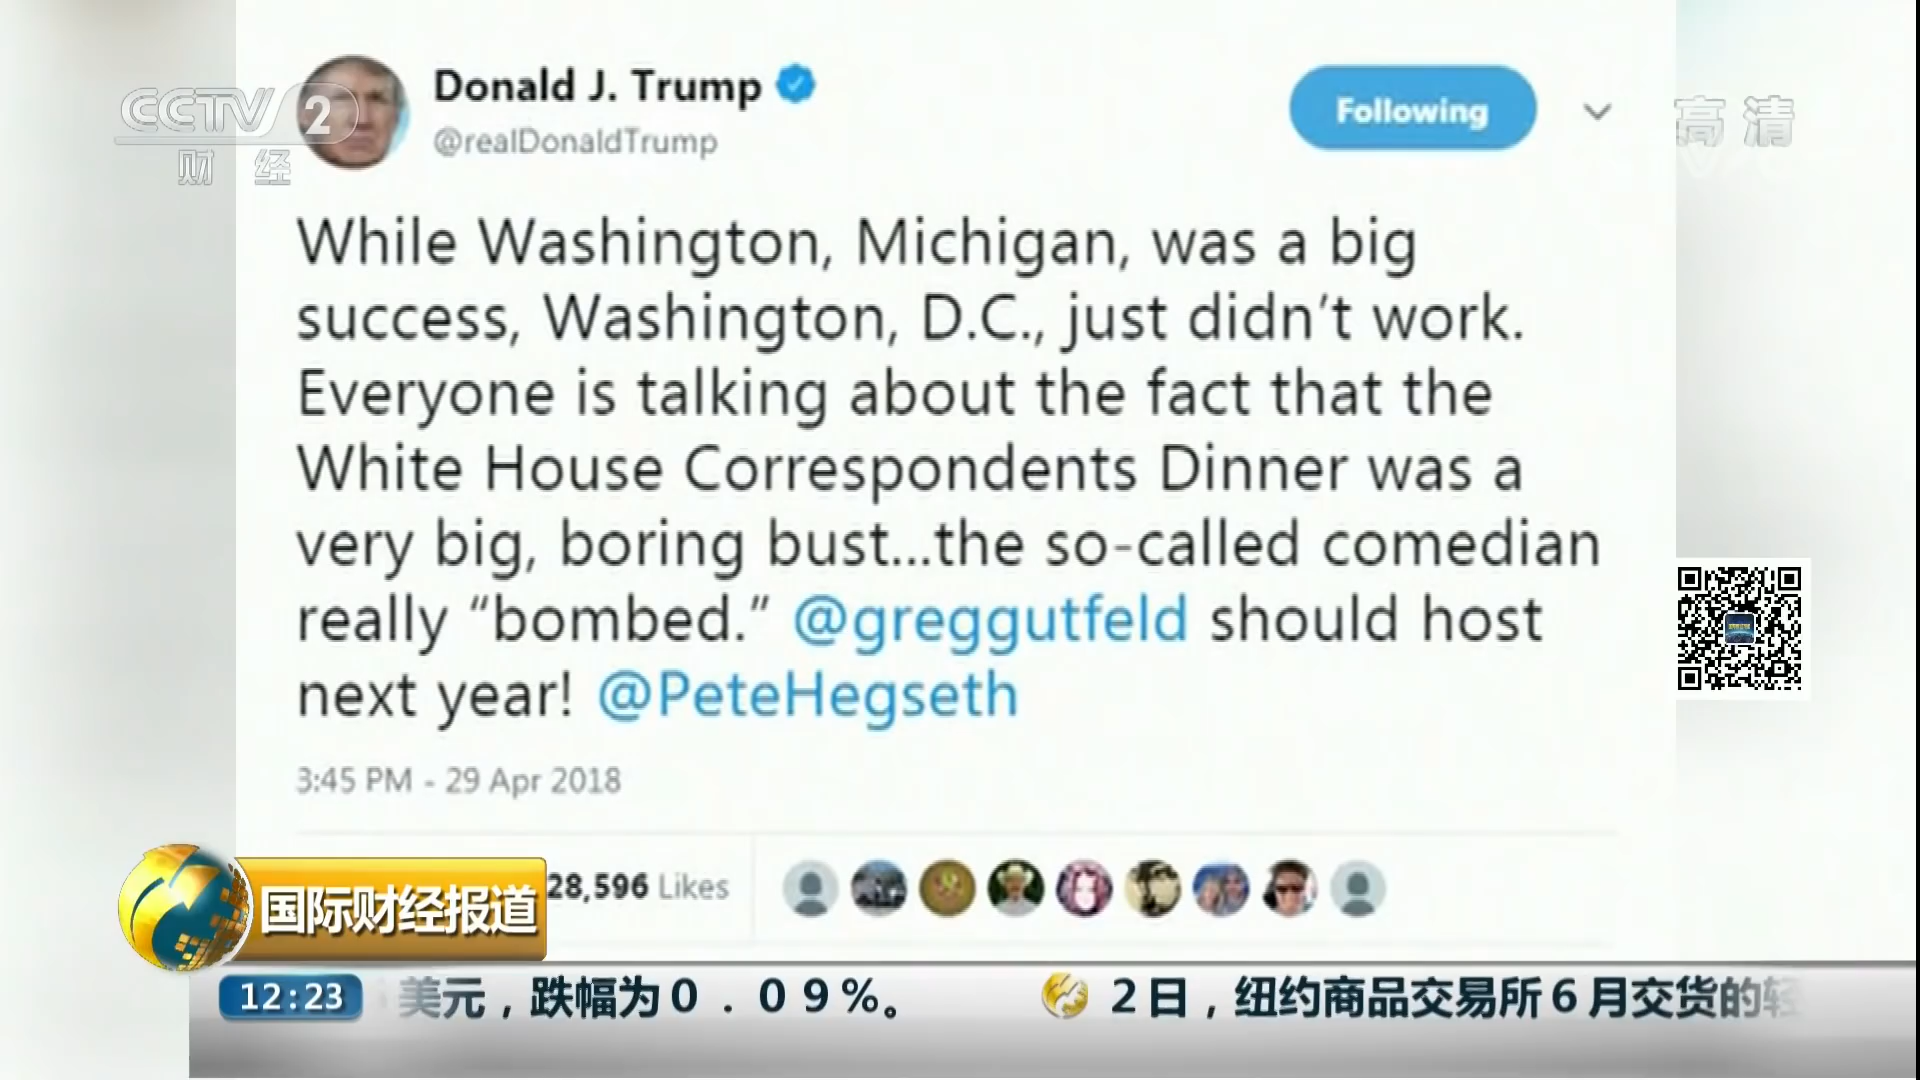 CCTV 2
财 经
高 清
Donald J. Trump
@realDonaldTrump
Following
While Washington, Michigan, was a big
success, Washington, D.C., just didn’t work.
Everyone is talking about the fact that the
White House Correspondents Dinner was a
very big, boring bust...the so-called comedian
really “bombed.” @greggutfeld should host
next year! @PeteHegseth
3:45 PM - 29 Apr 2018
28,596 Likes
国际财经报道
12:23
美元，跌幅为0．09%。
2日，纽约商品交易所6月交货的轻